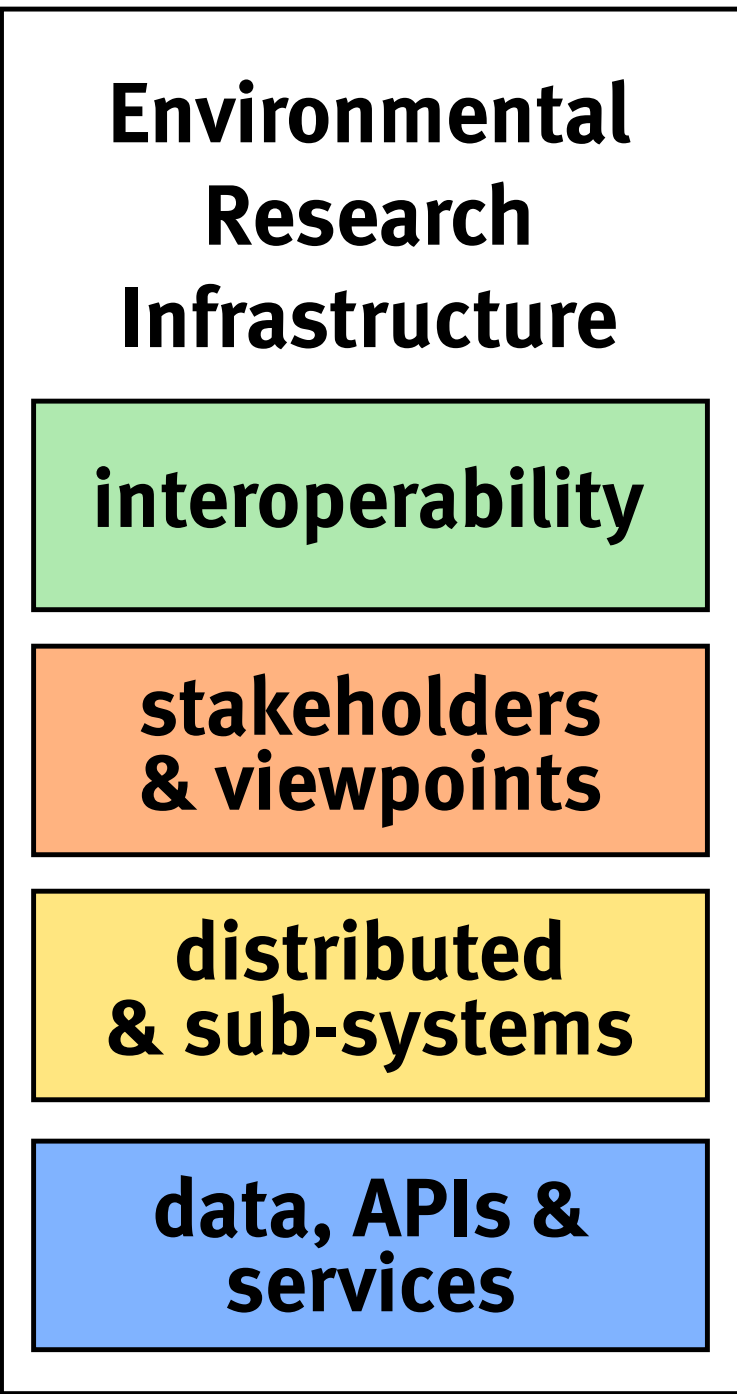 Environmental
Research
Infrastructure
interoperability
stakeholders
& viewpoints
distributed
& sub-systems
data, APIs &
services